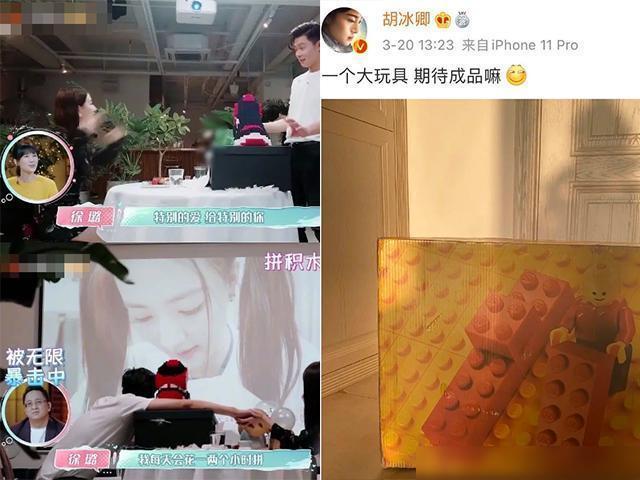 徐璐
特别的爱 给特别的你
拼积木
被无限
暴击中
徐璐
我每天会花一两个小时拼
胡冰卿
3-20 13:23 来自iPhone 11 Pro
一个大玩具 期待成品嘛